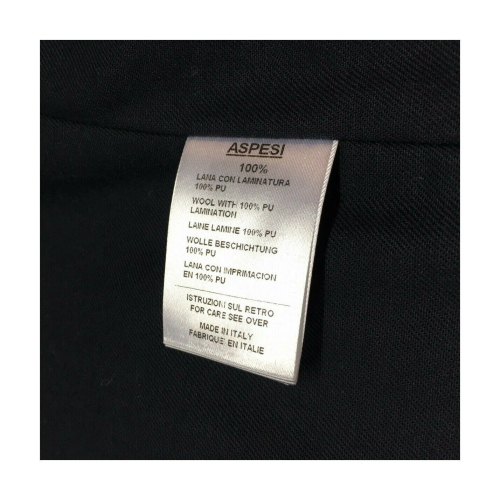 ASPESI
100%
LANA CON LAMINATURA
100% PU
WOOL WITH 100% PU
LAMINATION
LAINE LAMINE 100% PU
WOLLE BESCHICHTUNG
100% PU
LANA CON IMPRIMACION
EN 100% PU
ISTRUZIONI SUL RETRO
FOR CARE SEE OVER
MADE IN ITALY
FABRIQUE' EN ITALIE